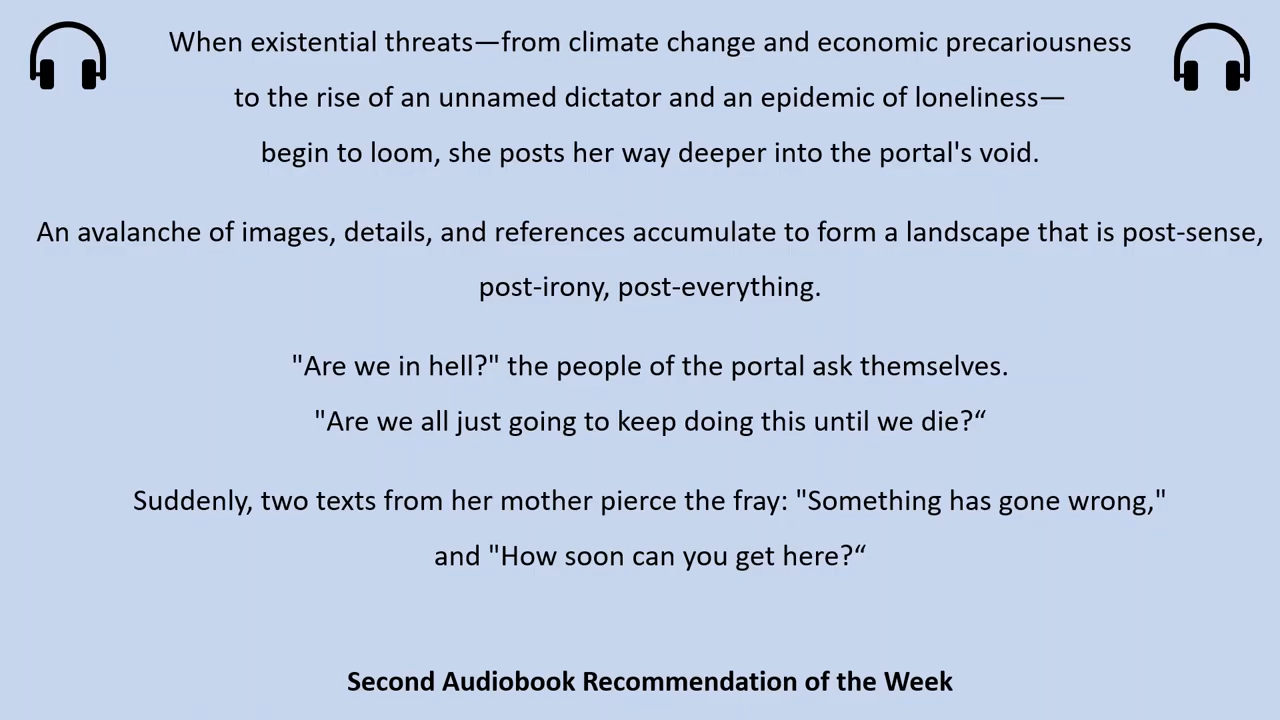 When existential threats—from climate change and economic precariousness
to the rise of an unnamed dictator and an epidemic of loneliness—
begin to loom, she posts her way deeper into the portal's void.
An avalanche of images, details, and references accumulate to form a landscape that is post-sense,
post-irony, post-everything.
"Are we in hell?" the people of the portal ask themselves.
"Are we all just going to keep doing this until we die?“
Suddenly, two texts from her mother pierce the fray: "Something has gone wrong,"
and "How soon can you get here?“
Second Audiobook Recommendation of the Week